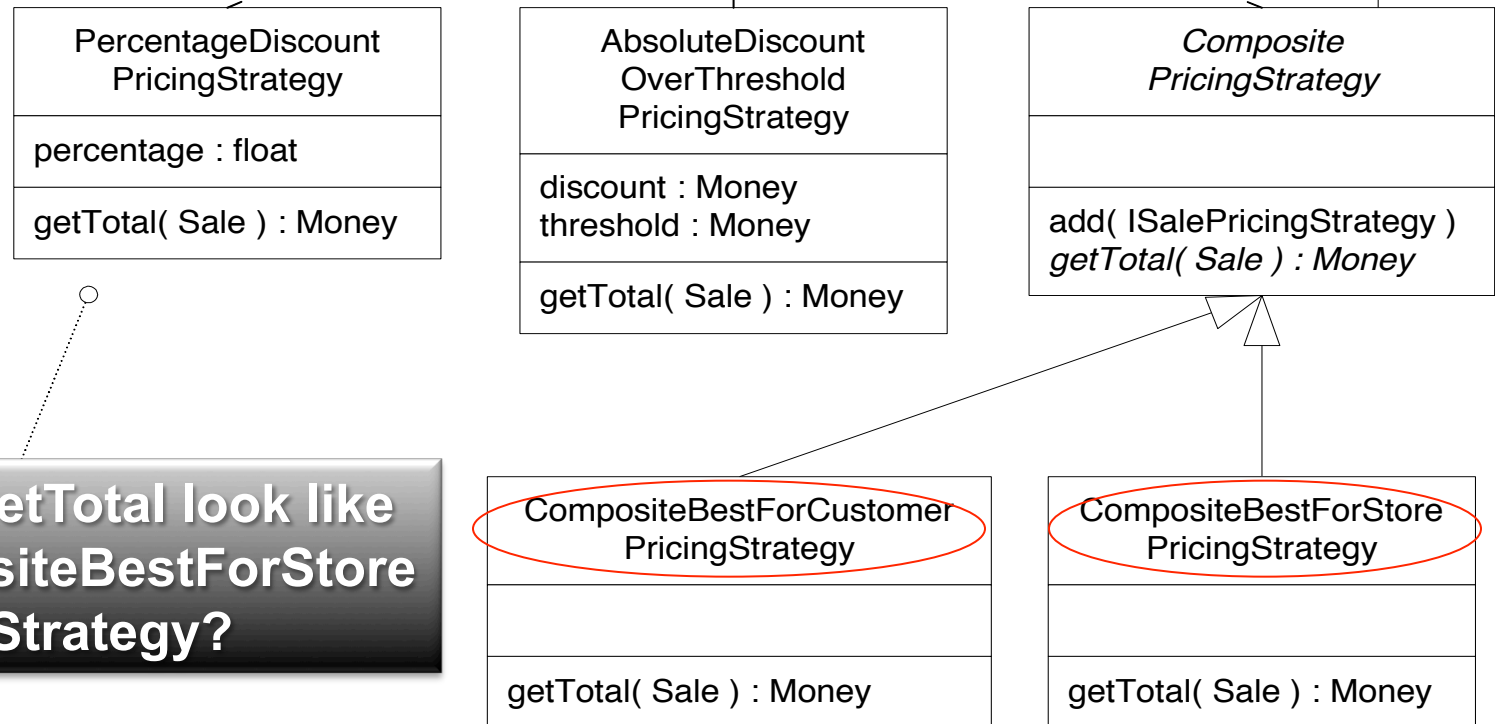 PercentageDiscount
PricingStrategy
percentage : float
getTotal( Sale ) : Money
AbsoluteDiscount
OverThreshold
PricingStrategy
discount : Money
threshold : Money
getTotal( Sale ) : Money
Composite
PricingStrategy
add( ISalePricingStrategy )
getTotal( Sale ) : Money
etTotal look like
siteBestForStore
Strategy?
CompositeBestForCustomer
PricingStrategy
getTotal( Sale ) : Money
CompositeBestForStore
PricingStrategy
getTotal( Sale ) : Money